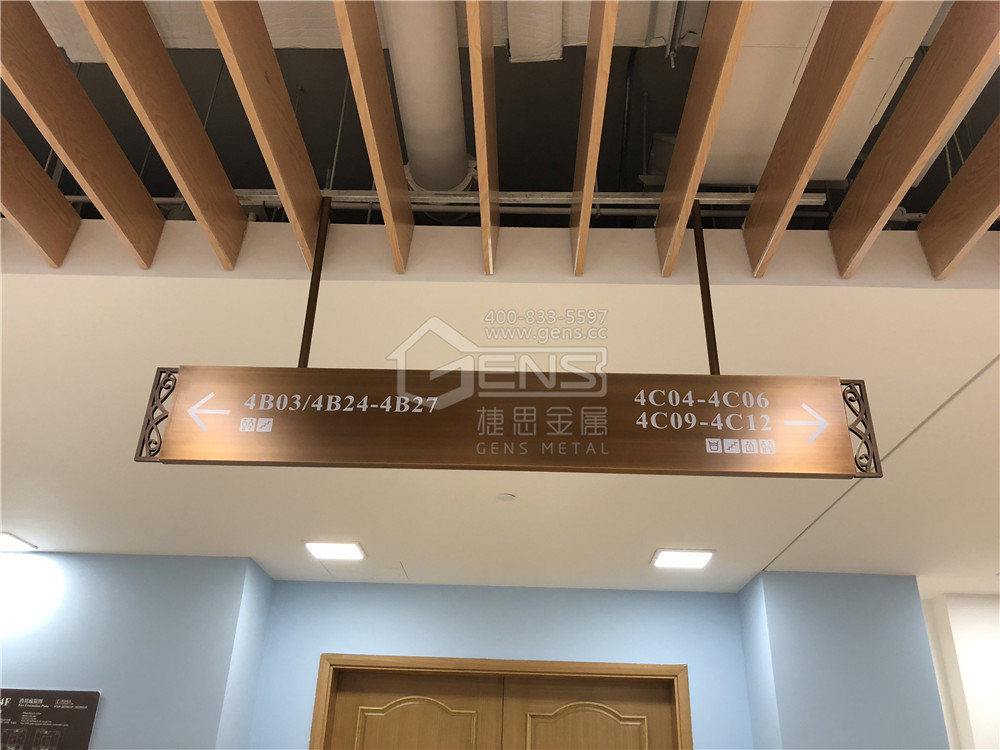 400-833-5597
www.gens.cc
GENS
捷思金属
GENS METAL
4B03/4B24-4B27
4C04-4C06
4C09-4C12
4F